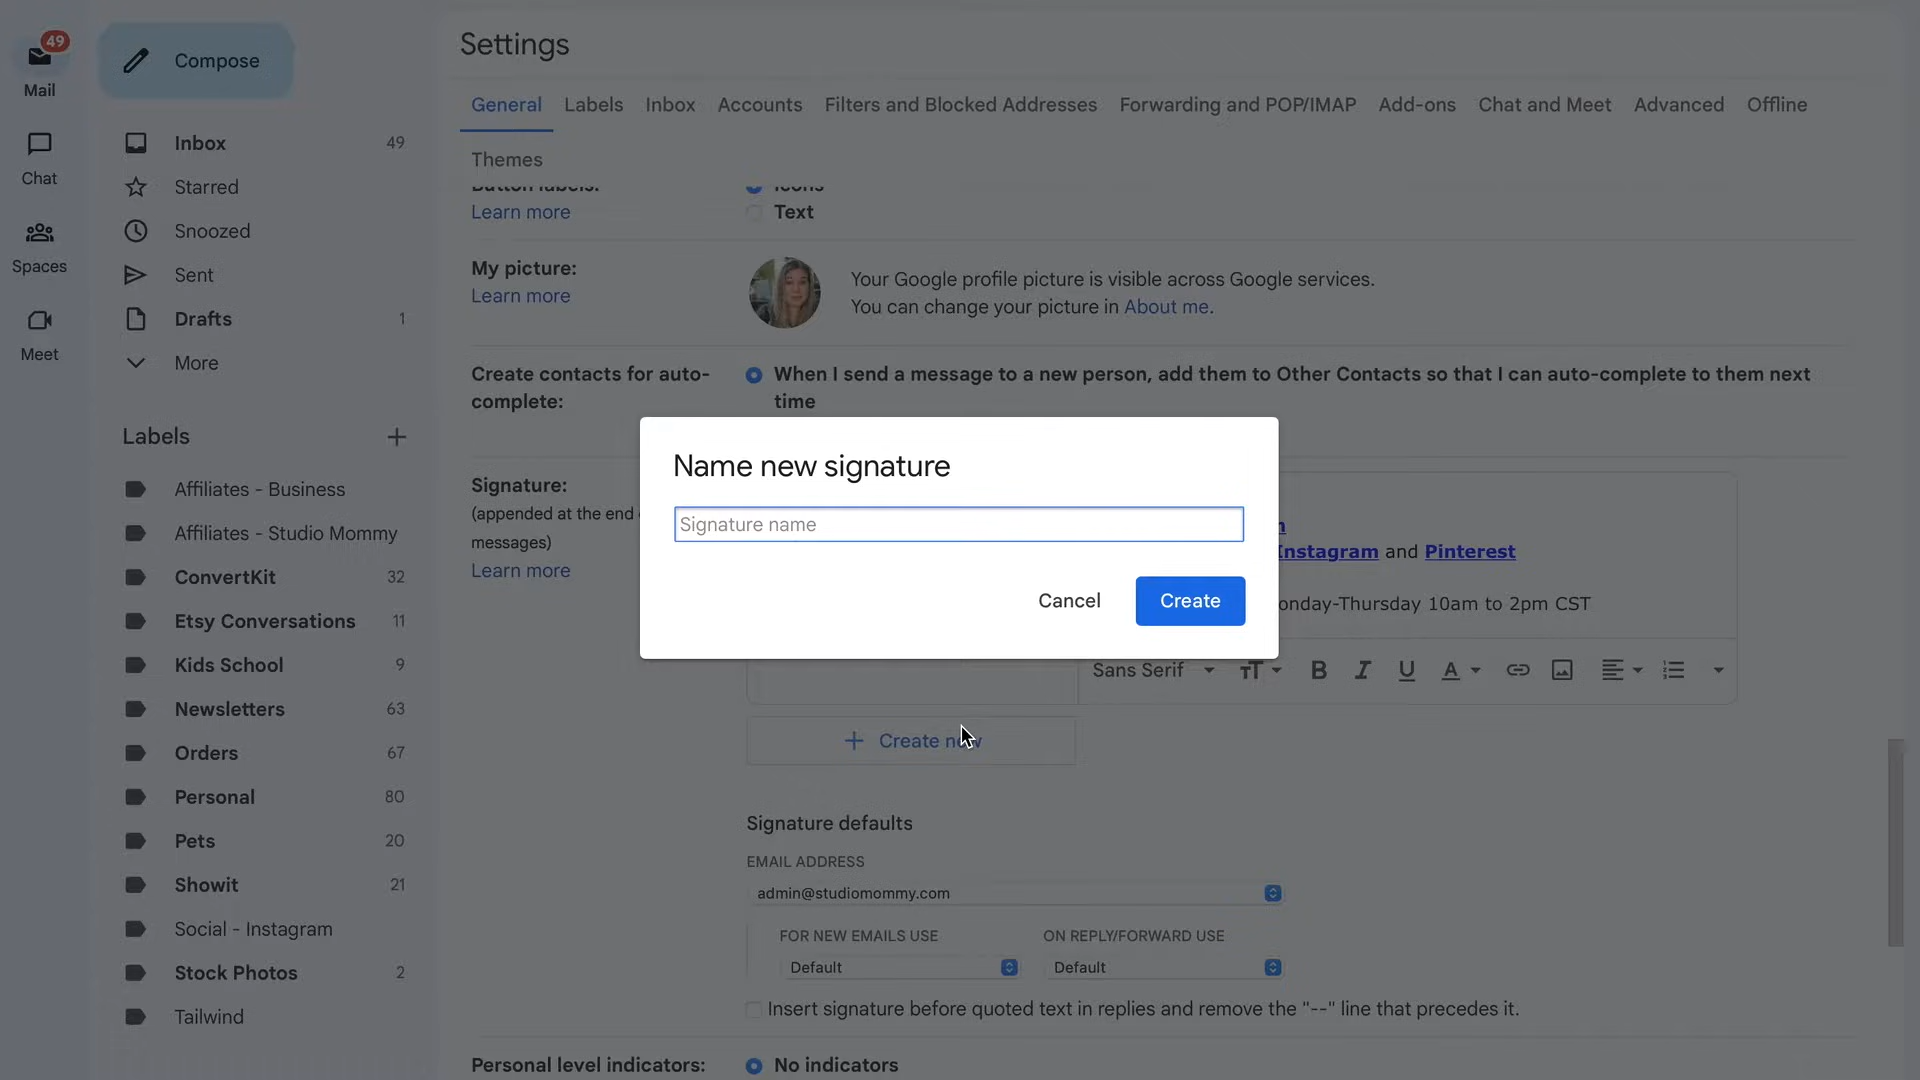 49
Mail
Chat
Spaces
Meet
Compose
Inbox 49
Starred
Snoozed
Sent
Drafts 1
More
Labels
Affiliates - Business
Affiliates - Studio Mommy
ConvertKit 32
Etsy Conversations 11
Kids School 9
Newsletters 63
Orders 67
Personal 80
Pets 20
Showit 21
Social - Instagram
Stock Photos 2
Tailwind
Settings
General Labels Inbox Accounts Filters and Blocked Addresses Forwarding and POP/IMAP Add-ons Chat and Meet Advanced Offline
Themes
Button labels: Icons
Learn more Text
My picture:
Learn more
Your Google profile picture is visible across Google services.
You can change your picture in About me.
Create contacts for auto-
complete:
When I send a message to a new person, add them to Other Contacts so that I can auto-complete to them next
time
Signature:
(appended at the end
messages)
Learn more
Name new signature
Signature name
Cancel Create
Instagram and Pinterest
onday-Thursday 10am to 2pm CST
Sans Serif
Create new
Signature defaults
EMAIL ADDRESS
admin@studiomommy.com
FOR NEW EMAILS USE ON REPLY/FORWARD USE
Default Default
Insert signature before quoted text in replies and remove the "--" line that precedes it.
Personal level indicators: No indicators